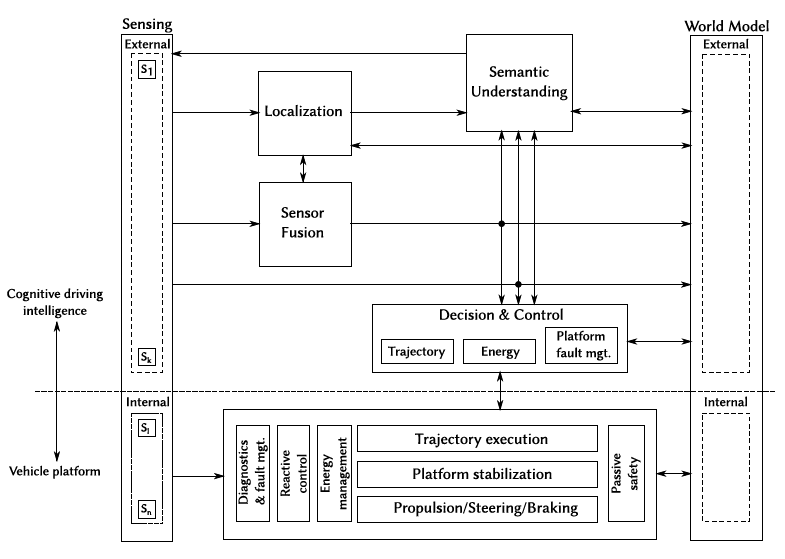 Sensing
World Model
External
External
S1
Semantic
Understanding
Localization
Sensor
Fusion
Cognitive driving
intelligence
Decision & Control
Trajectory
Energy
Platform
fault mgt.
Sk
Internal
Internal
Sl
Vehicle platform
Sn
Diagnostics
& fault mgt.
Reactive
control
Energy
management
Trajectory execution
Platform stabilization
Propulsion/Steering/Braking
Passive
safety